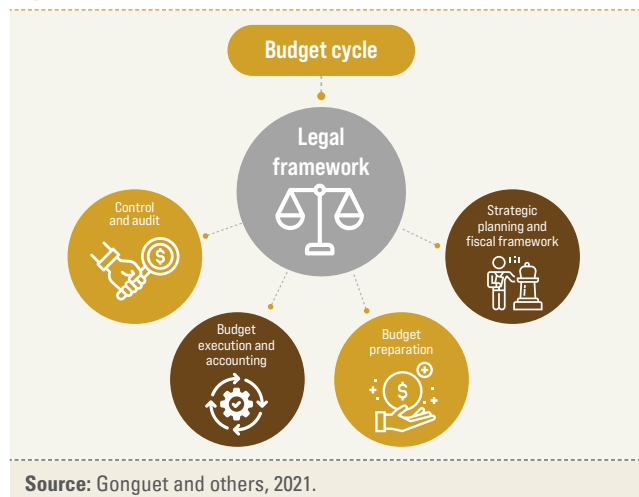 Budget cycle
Legal
framework
Control
and audit
Strategic
planning and
fiscal framework
Budget
execution and
accounting
Budget
preparation
Source: Gonguet and others, 2021.